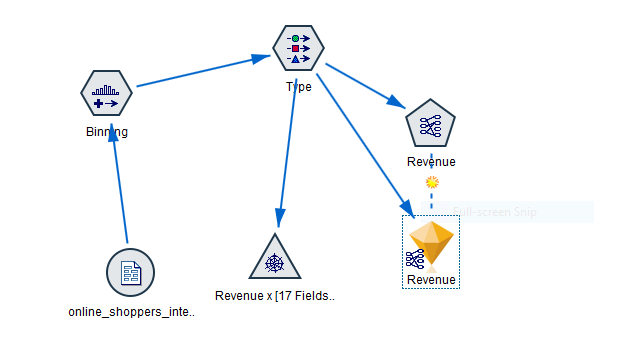 Type
Binning
Revenue
Full-screen Snip
Revenue
Revenue x [17 Fields..
online_shoppers_inte..